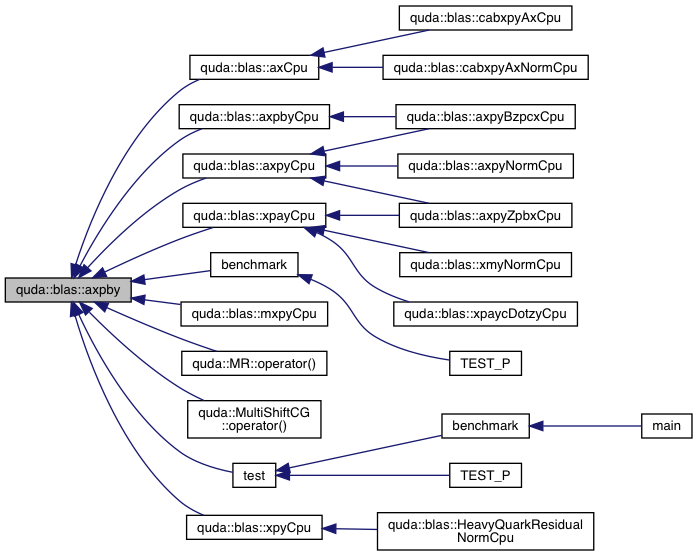 quda::blas::cabxpyAxCpu
quda::blas::axCpu
quda::blas::cabxpyAxNormCpu
quda::blas::axpbyCpu
quda::blas::axpyBzpcxCpu
quda::blas::axpyCpu
quda::blas::axpyNormCpu
quda::blas::xpayCpu
quda::blas::axpyZpbxCpu
benchmark
quda::blas::xmyNormCpu
quda::blas::axpby
quda::blas::mxpyCpu
quda::blas::xpaycDotzyCpu
quda::MR::operator()
TEST_P
quda::MultiShiftCG
::operator()
benchmark
main
test
TEST_P
quda::blas::xpyCpu
quda::blas::HeavyQuarkResidual
NormCpu